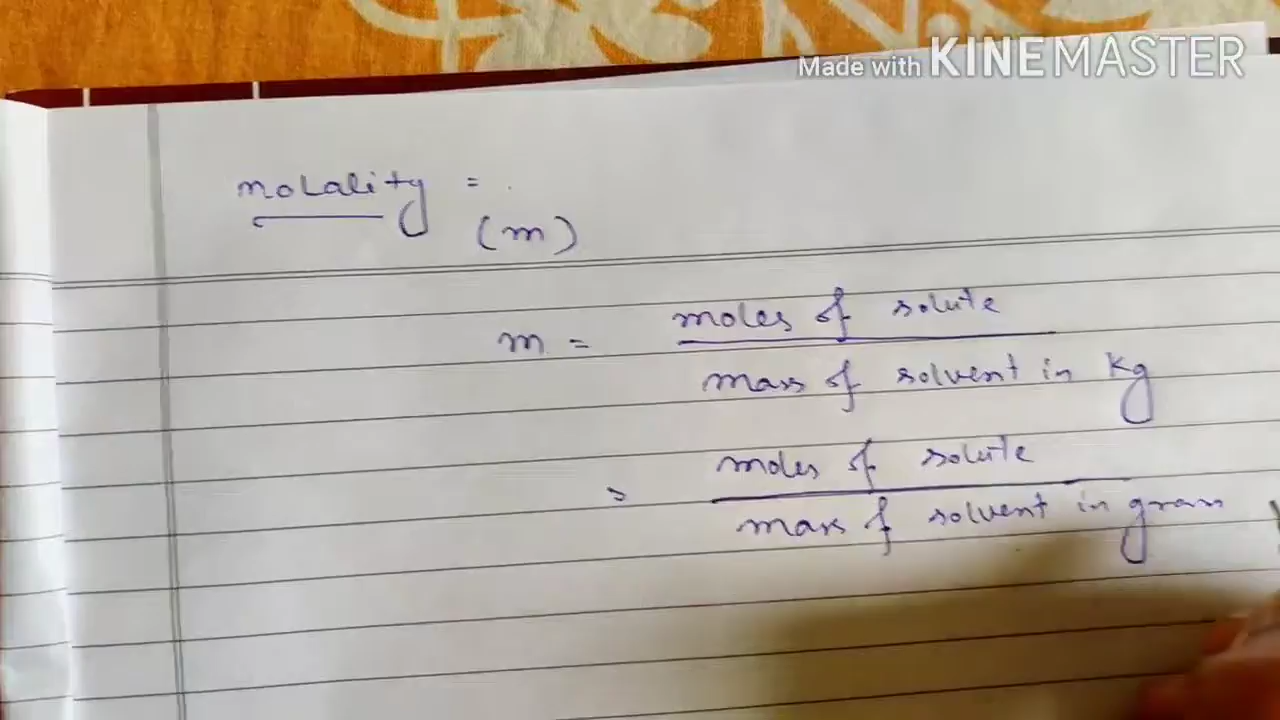 Made with KINEMASTER
moLality =
(m)
m = moles of solute
mass of solvent in kg
= moles of solute
mass of solvent in gram